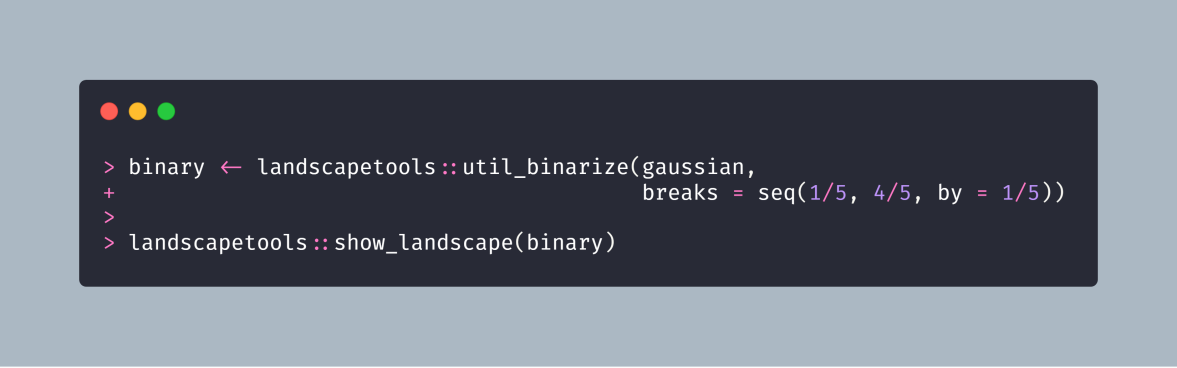 > binary <- landscapetools::util_binarize(gaussian,
+                                         breaks = seq(1/5, 4/5, by = 1/5))
>
> landscapetools::show_landscape(binary)